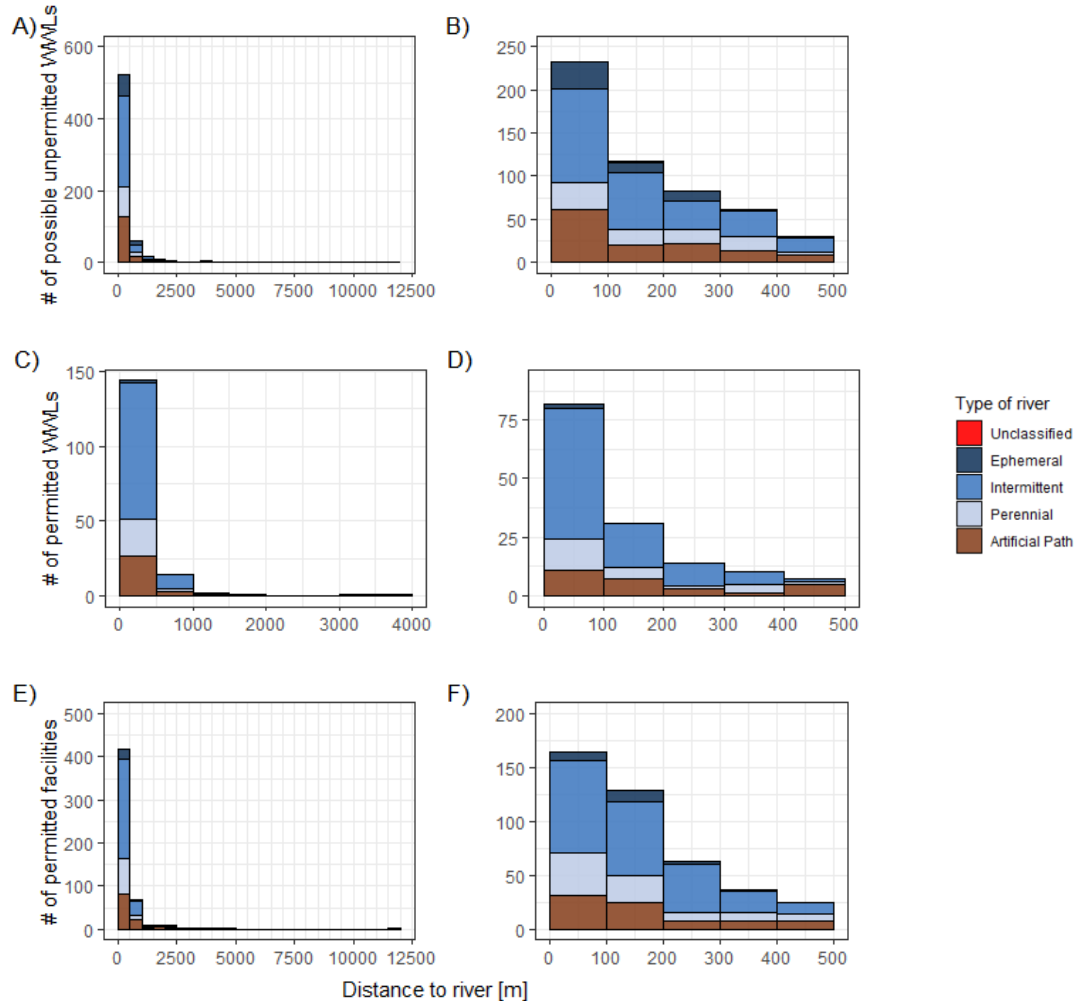 A)
# of possible unpermitted WWLs
600
400
200
0
0 2500 5000 7500 10000 12500
B)
250
200
150
100
50
0
0 100 200 300 400 500
C)
# of permitted WWLs
150
100
50
0
0 1000 2000 3000 4000
D)
75
50
25
0
0 100 200 300 400 500
Type of river
Unclassified
Ephemeral
Intermittent
Perennial
Artificial Path
E)
# of permitted facilities
500
400
300
200
100
0
0 2500 5000 7500 10000 12500
F)
200
150
100
50
0
0 100 200 300 400 500
Distance to river [m]